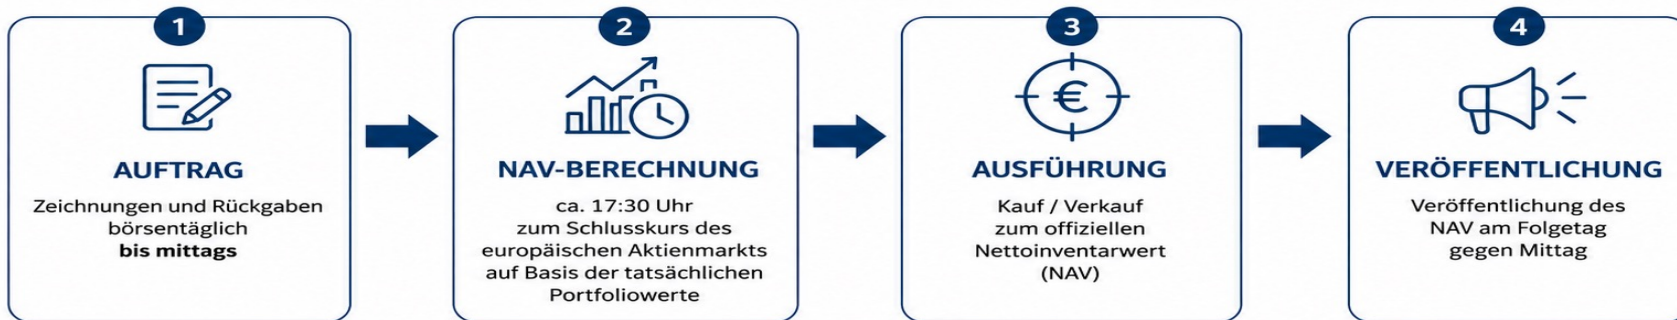 1
AUFTRAG
Zeichnungen und Rückgaben
börsentäglich
bis mittags
2
NAV-BERECHNUNG
ca. 17:30 Uhr
zum Schlusskurs des
europäischen Aktienmarkts
auf Basis der tatsächlichen
Portfoliowerte
3
€
AUSFÜHRUNG
Kauf / Verkauf
zum offiziellen
Nettoinventarwert
(NAV)
4
VERÖFFENTLICHUNG
Veröffentlichung des
NAV am Folgetag
gegen Mittag